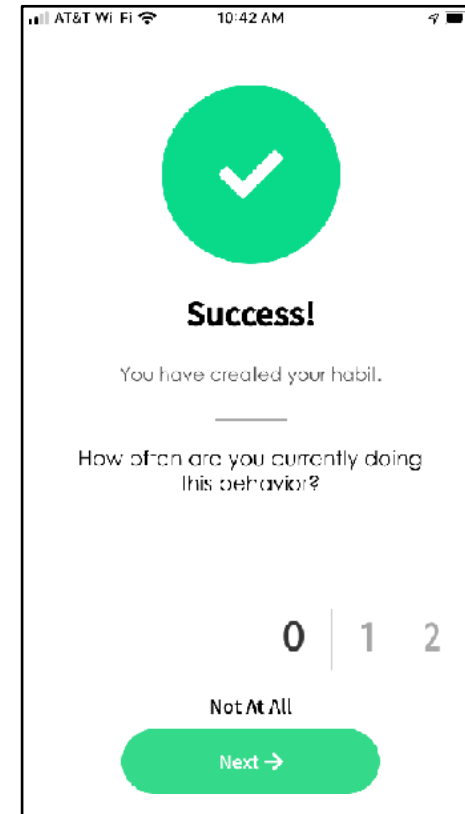 AT&T Wi-Fi 10:42 AM
Success!
You have created your habit.
How often are you currently doing
this behavior?
0 1 2
Not At All
Next →